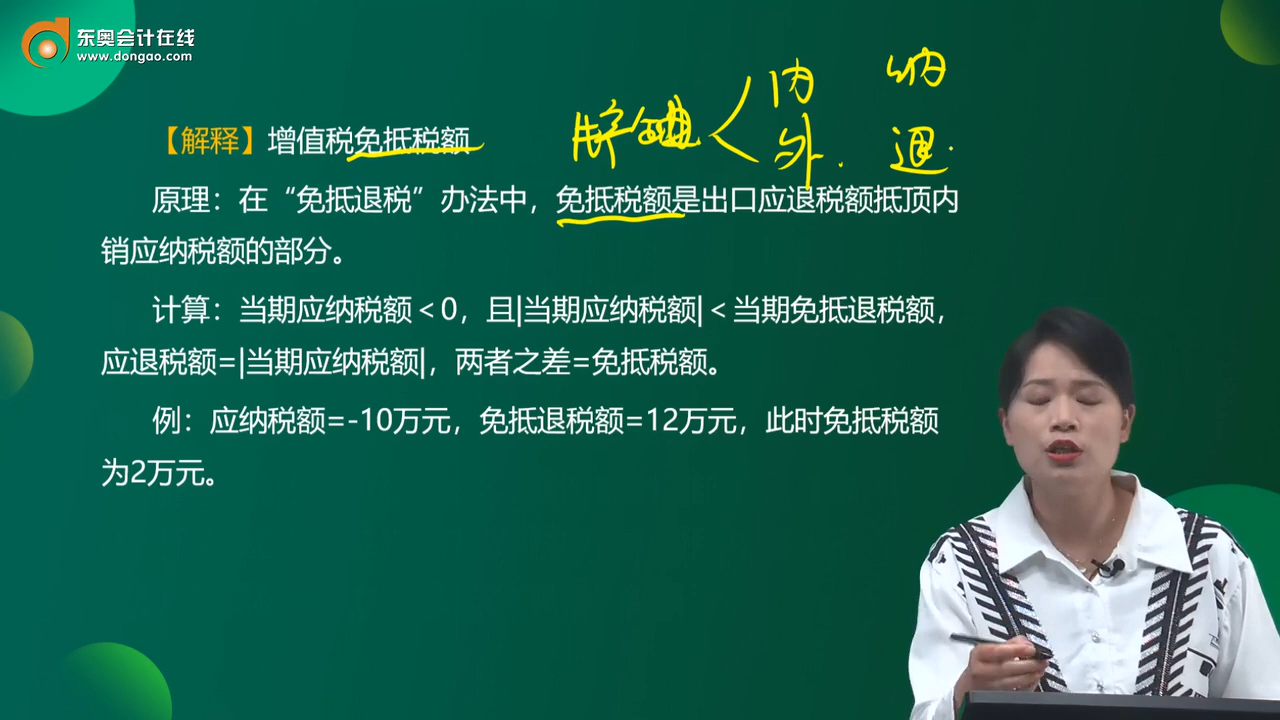 东奥会计在线
www.dongao.com
内 纳
外. 退.
【解释】增值税免抵税额
原理：在“免抵退税”办法中，免抵税额是出口应退税额抵顶内
销应纳税额的部分。
计算：当期应纳税额＜0，且|当期应纳税额|＜当期免抵退税额，
应退税额=|当期应纳税额|，两者之差=免抵税额。
例：应纳税额=-10万元，免抵退税额=12万元，此时免抵税额
为2万元。